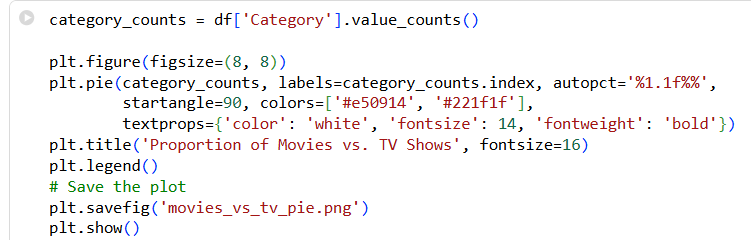 category_counts = df['Category'].value_counts()
plt.figure(figsize=(8, 8))
plt.pie(category_counts, labels=category_counts.index, autopct='%1.1f%%',
startangle=90, colors=['#e50914', '#221f1f'],
textprops={'color': 'white', 'fontsize': 14, 'fontweight': 'bold'})
plt.title('Proportion of Movies vs. TV Shows', fontsize=16)
plt.legend()
# Save the plot
plt.savefig('movies_vs_tv_pie.png')
plt.show()